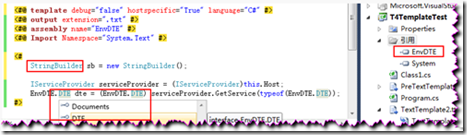 <#@ template debug="false" hostspecific="True" language="C#" #>
<#@ output extension=".txt" #>
<#@ assembly name="EnvDTE" #>
<#@ Import Namespace="System.Text" #>
<#
StringBuilder sb = new StringBuilder();
IServiceProvider serviceProvider = (IServiceProvider)this.Host;
EnvDTE.DTE dte = (EnvDTE.DTE) serviceProvider.GetService(typeof(EnvDTE.DTE));
#>
Documents
DTE
interface EnvDTE.DTE
Microsoft.VisualStu
T4TemplateTest
Properties
引用
EnvDTE
System
Class1.cs
PreTextTemplat
Program.cs
TextTemplate2.t